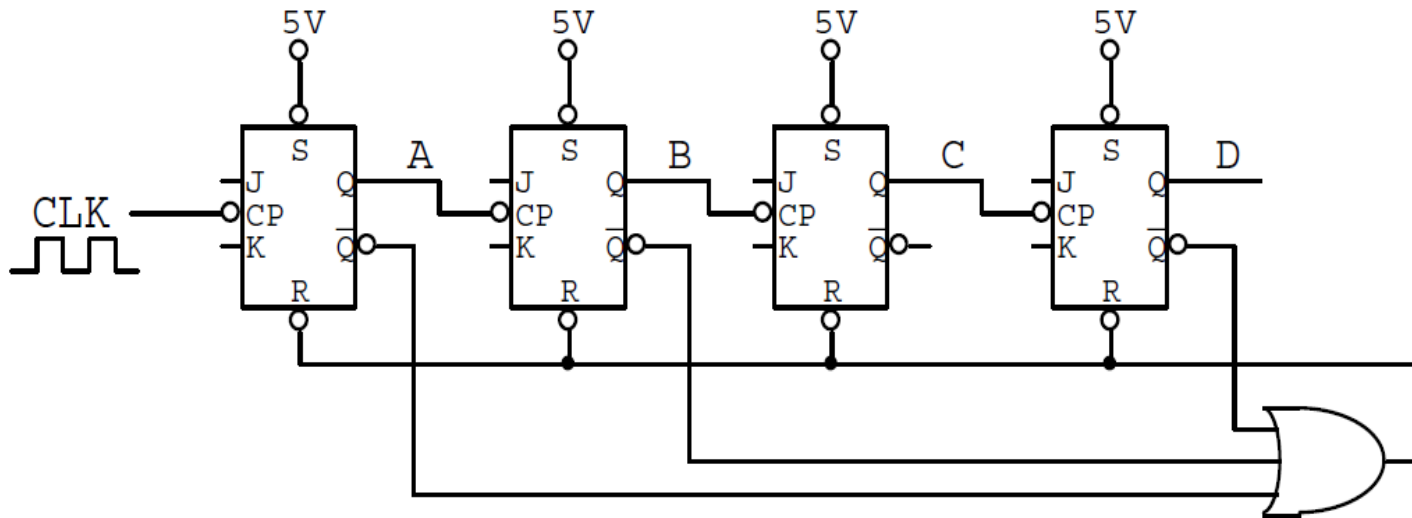 5V 5V 5V 5V
S S S S
A B C D
J Q J Q J Q J Q
CLK
CP CP CP CP
K Q̅ K Q̅ K Q̅ K Q̅
R R R R